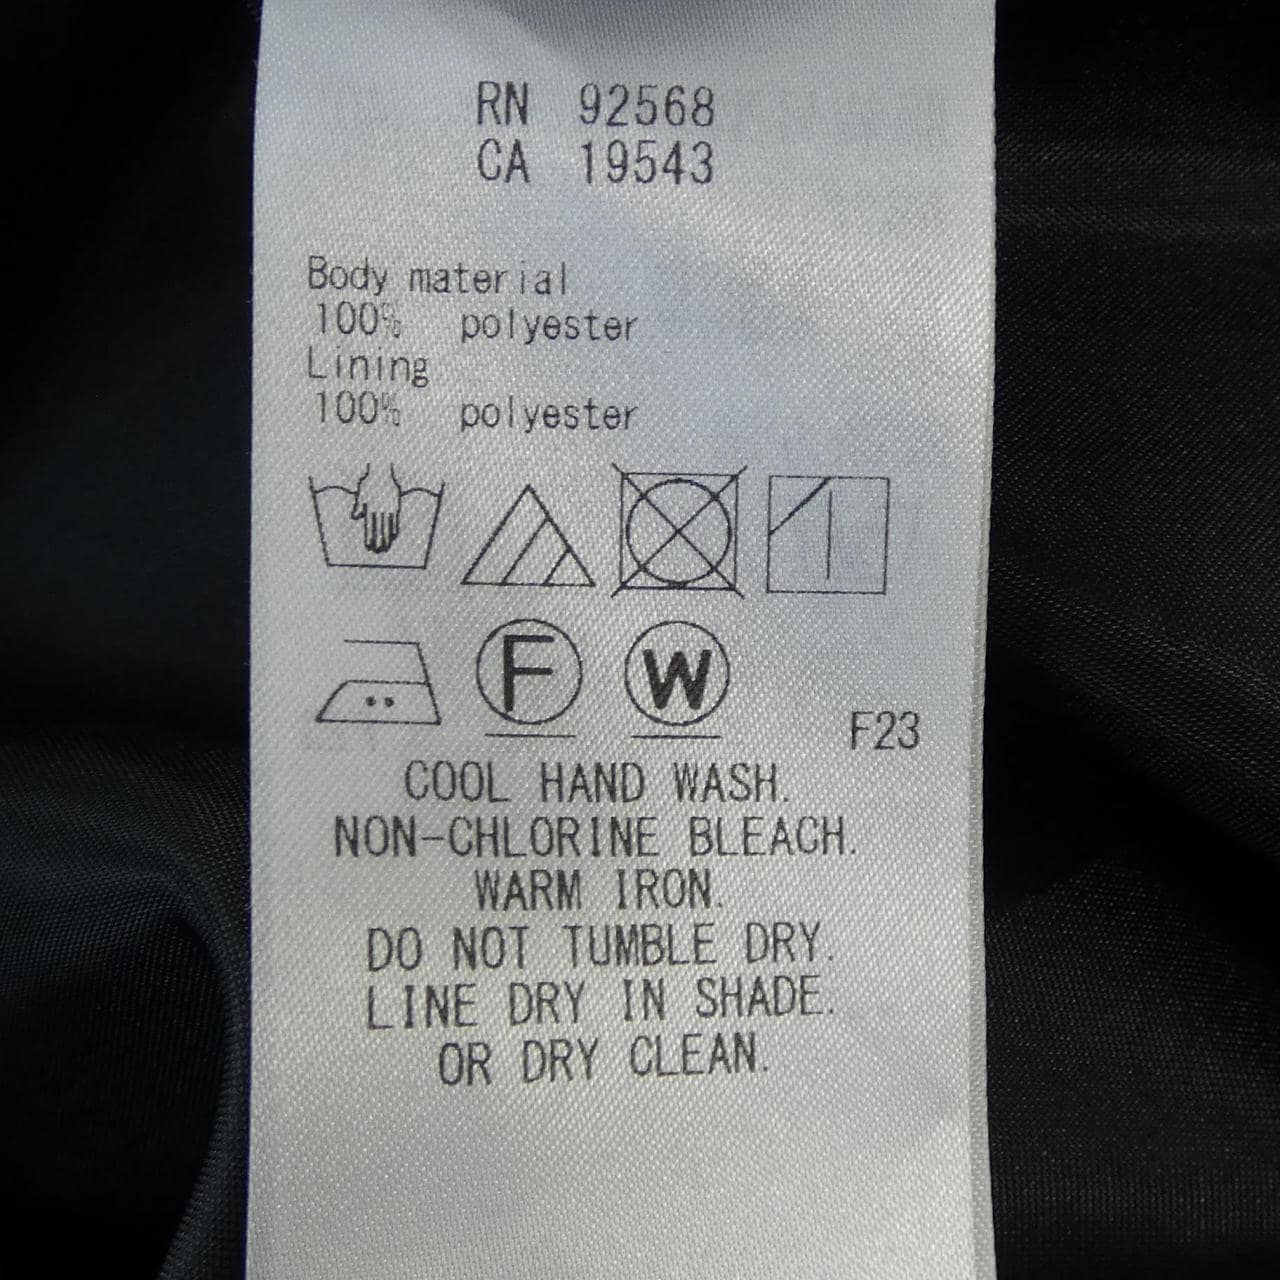 RN 92568
CA 19543
Body material
100% polyester
Lining
100% polyester
F W
F23
COOL HAND WASH.
NON-CHLORINE BLEACH.
WARM IRON.
DO NOT TUMBLE DRY.
LINE DRY IN SHADE.
OR DRY CLEAN.